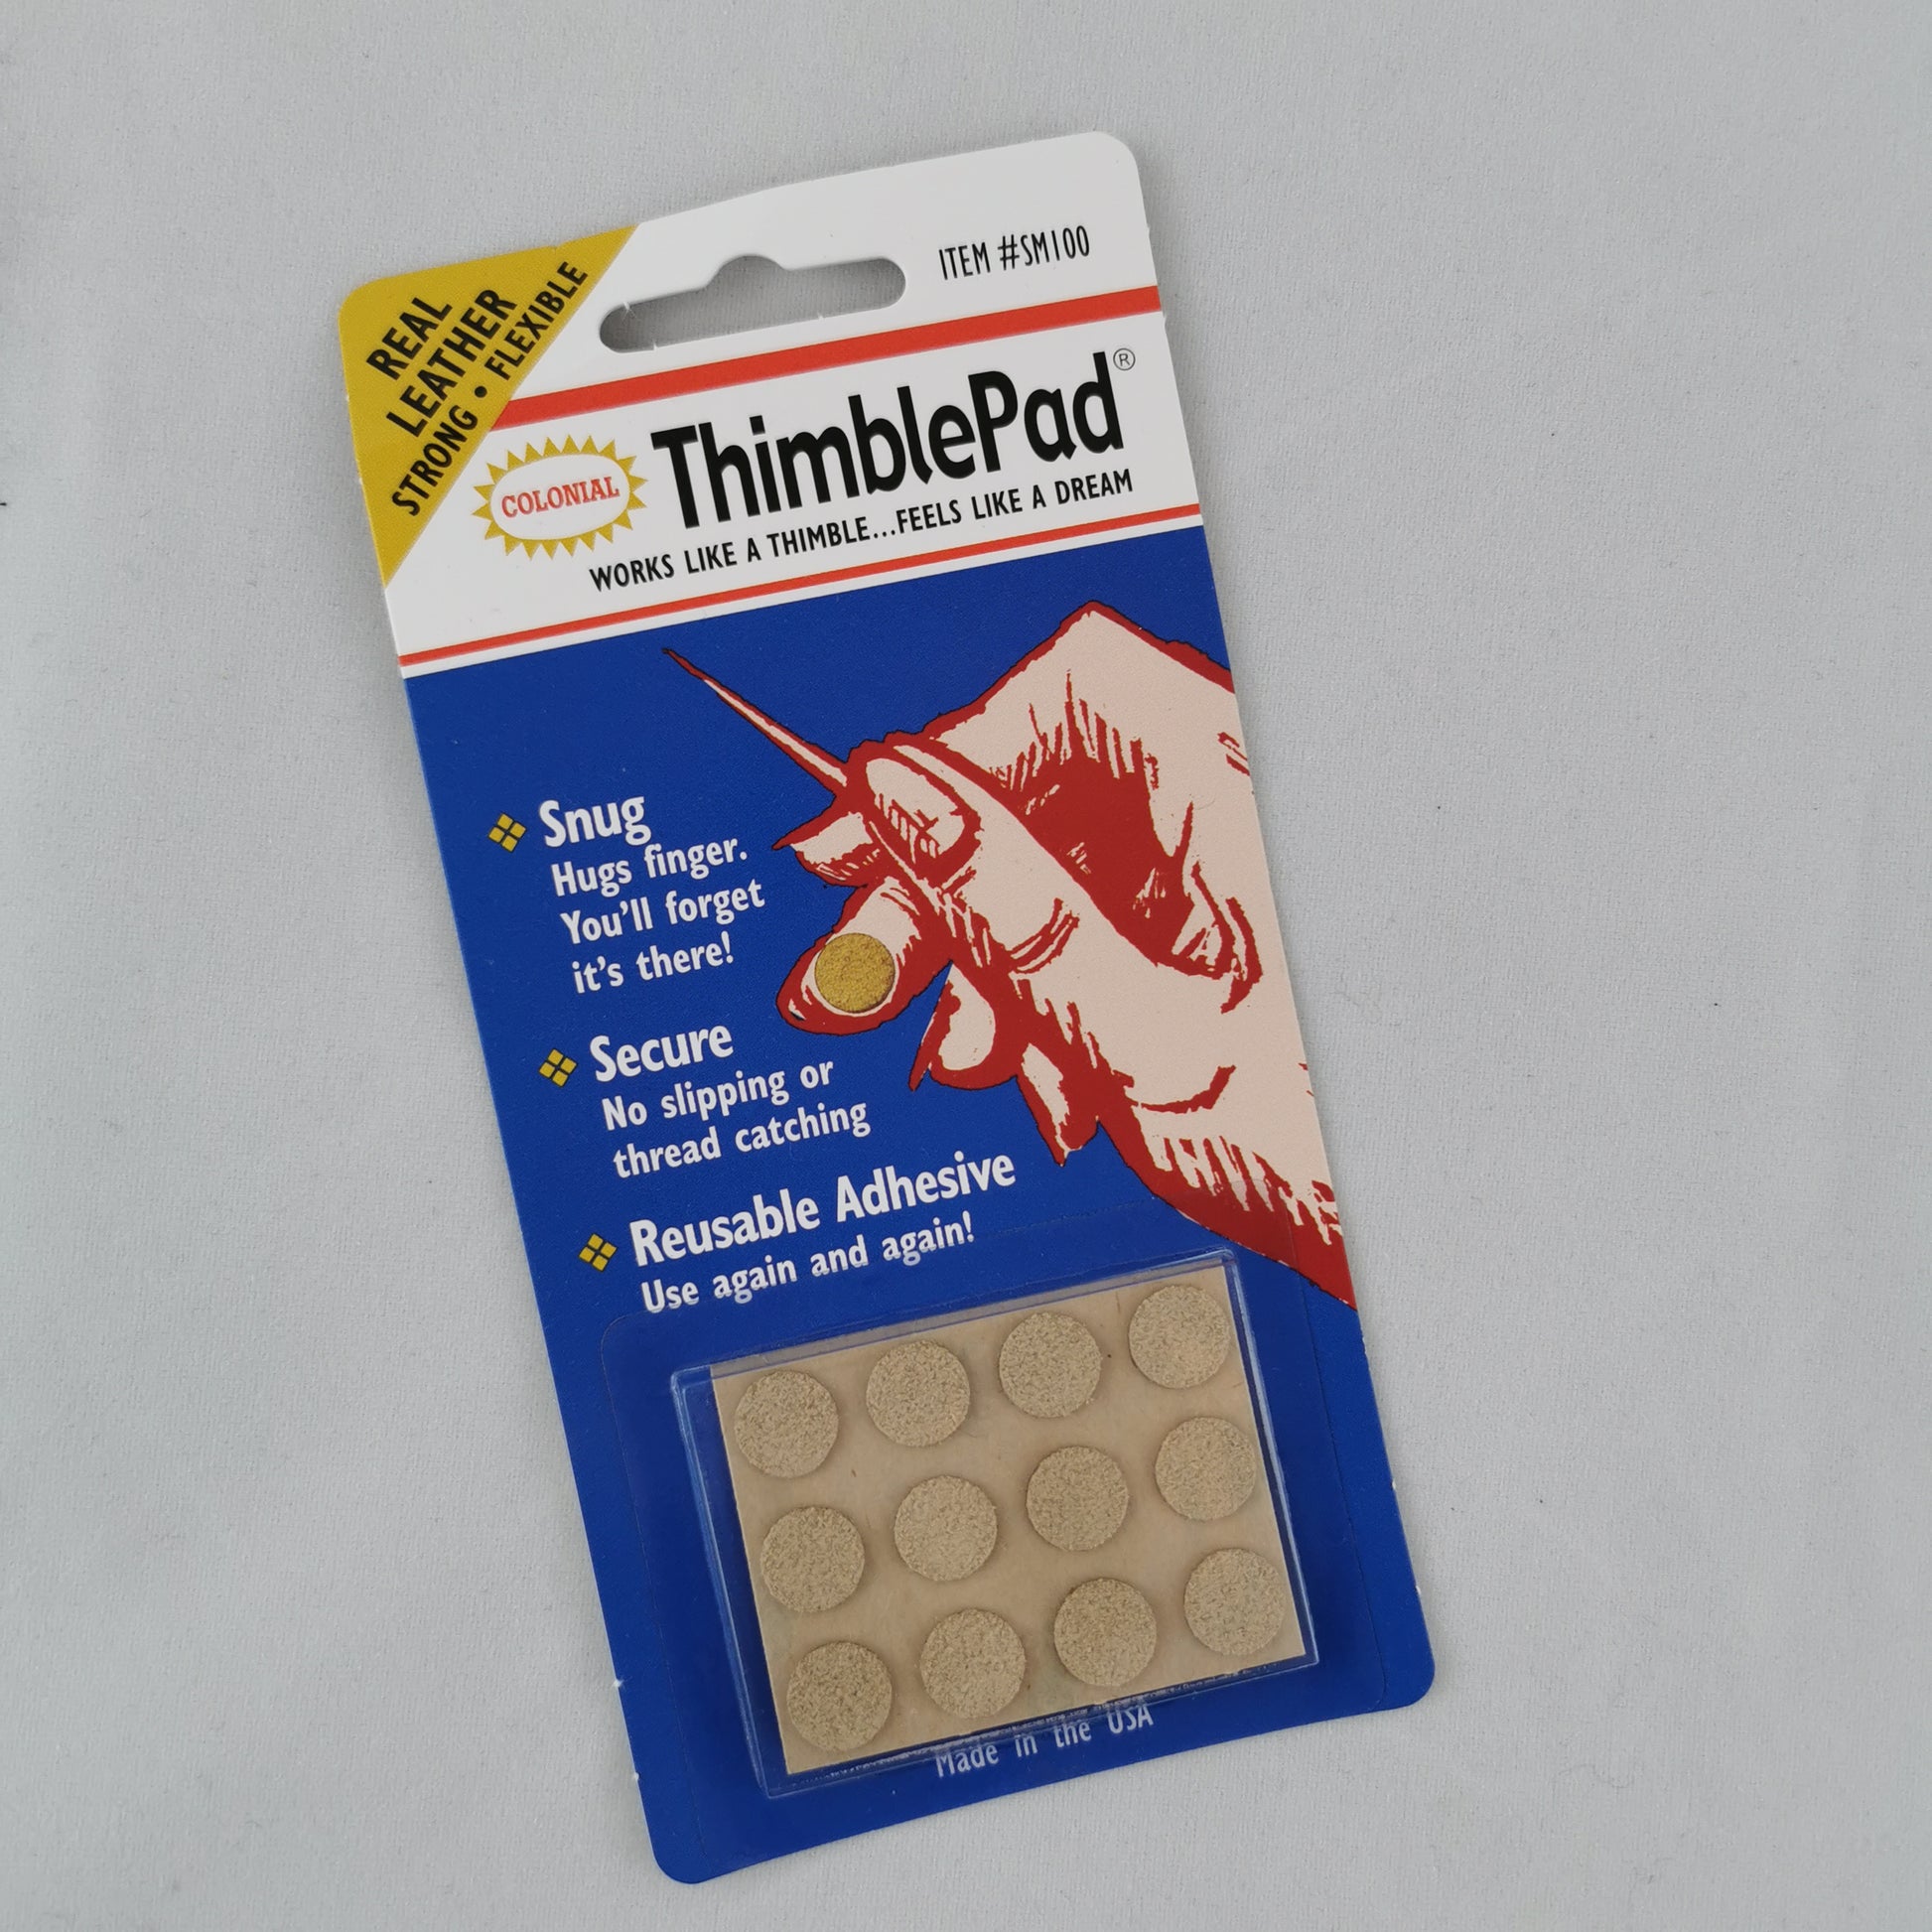 ITEM #SM100
REAL
LEATHER
STRONG • FLEXIBLE
COLONIAL
ThimblePad®
WORKS LIKE A THIMBLE...FEELS LIKE A DREAM
Snug
Hugs finger.
You'll forget
it's there!
Secure
No slipping or
thread catching
Reusable Adhesive
Use again and again!
Made in the USA